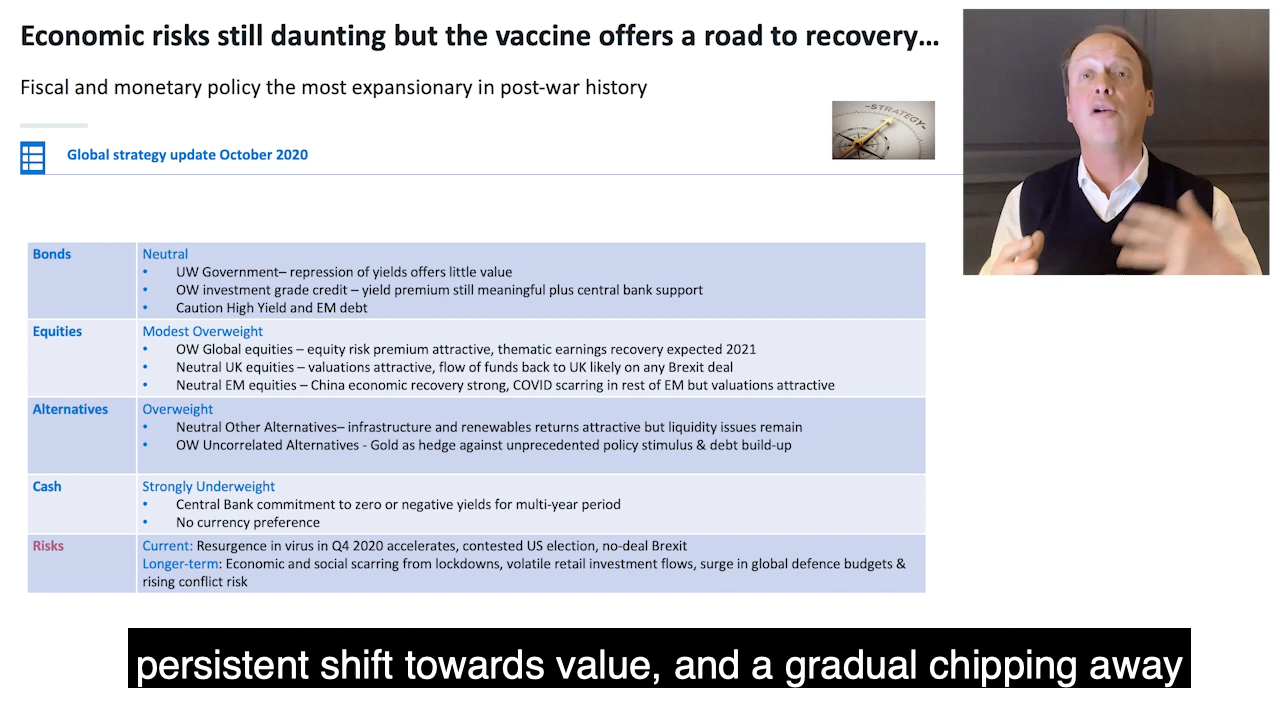 Economic risks still daunting but the vaccine offers a road to recovery…
Fiscal and monetary policy the most expansionary in post-war history
-STRATEGY-
Global strategy update October 2020
Bonds
Neutral
• UW Government– repression of yields offers little value
• OW investment grade credit – yield premium still meaningful plus central bank support
• Caution High Yield and EM debt
Equities
Modest Overweight
• OW Global equities – equity risk premium attractive, thematic earnings recovery expected 2021
• Neutral UK equities – valuations attractive, flow of funds back to UK likely on any Brexit deal
• Neutral EM equities – China economic recovery strong, COVID scarring in rest of EM but valuations attractive
Alternatives
Overweight
• Neutral Other Alternatives– infrastructure and renewables returns attractive but liquidity issues remain
• OW Uncorrelated Alternatives - Gold as hedge against unprecedented policy stimulus & debt build-up
Cash
Strongly Underweight
• Central Bank commitment to zero or negative yields for multi-year period
• No currency preference
Risks
Current: Resurgence in virus in Q4 2020 accelerates, contested US election, no-deal Brexit
Longer-term: Economic and social scarring from lockdowns, volatile retail investment flows, surge in global defence budgets &
rising conflict risk
persistent shift towards value, and a gradual chipping away